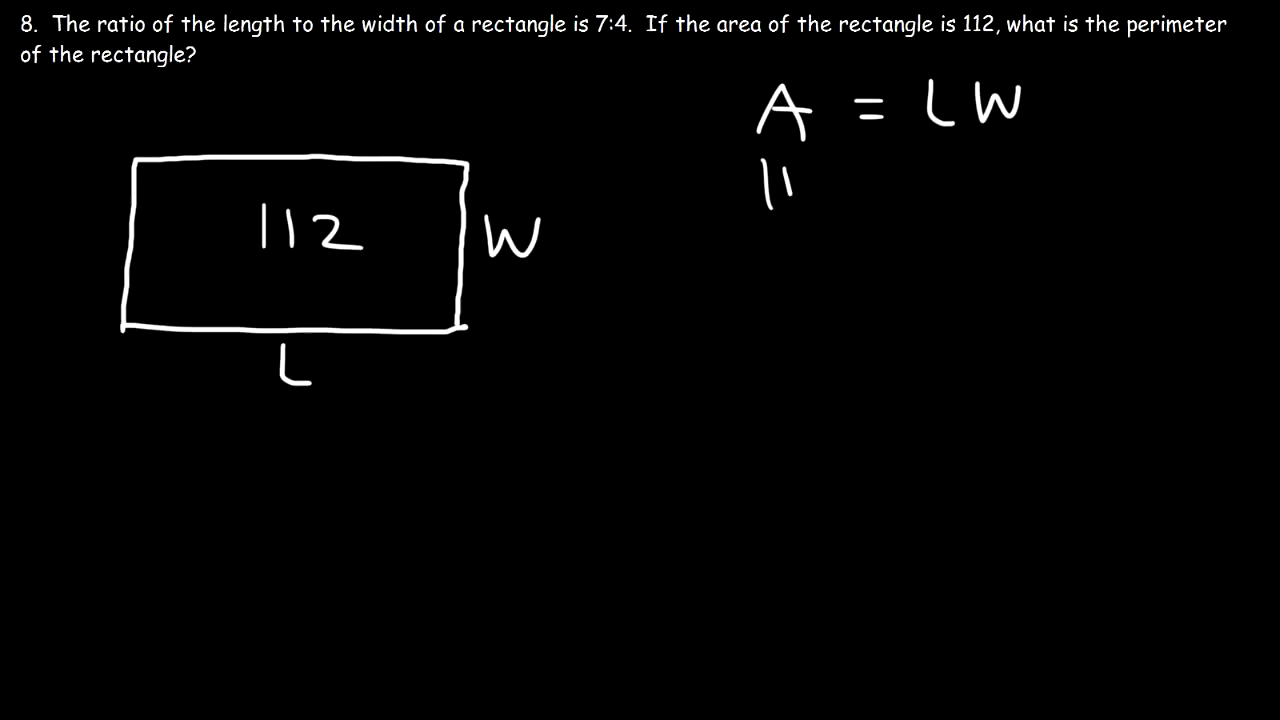 8. The ratio of the length to the width of a rectangle is 7:4. If the area of the rectangle is 112, what is the perimeter
of the rectangle?
A = L W
11
112
W
L